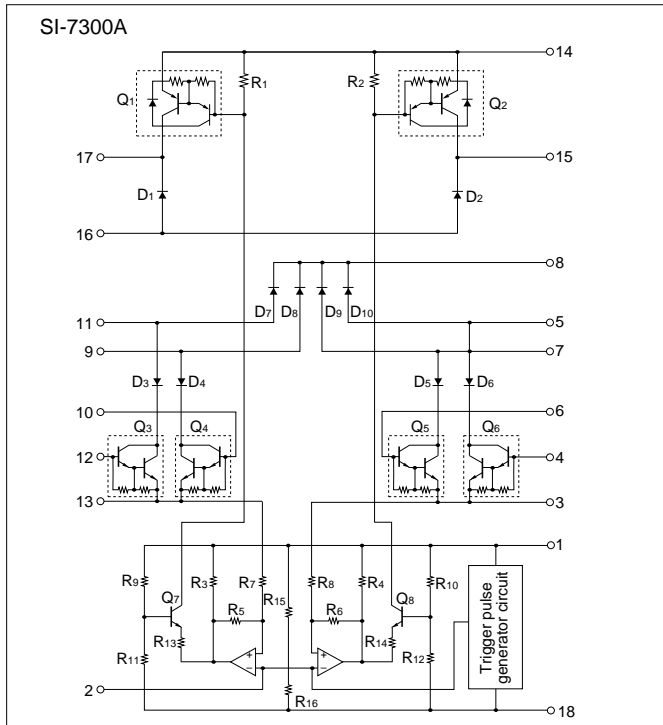 SI-7300A
14
R1
R2
Q1
Q2
17
15
D1
D2
16
8
D7
D8
D9
D10
11
5
9
7
D3
D4
D5
D6
10
6
Q3
Q4
Q5
Q6
12
4
13
3
1
R9
Q7
R3
R7
R15
R8
R4
Q8
R10
R5
R6
R13
R14
R11
R12
+
−
+
−
Trigger pulse
generator circuit
2
R16
18